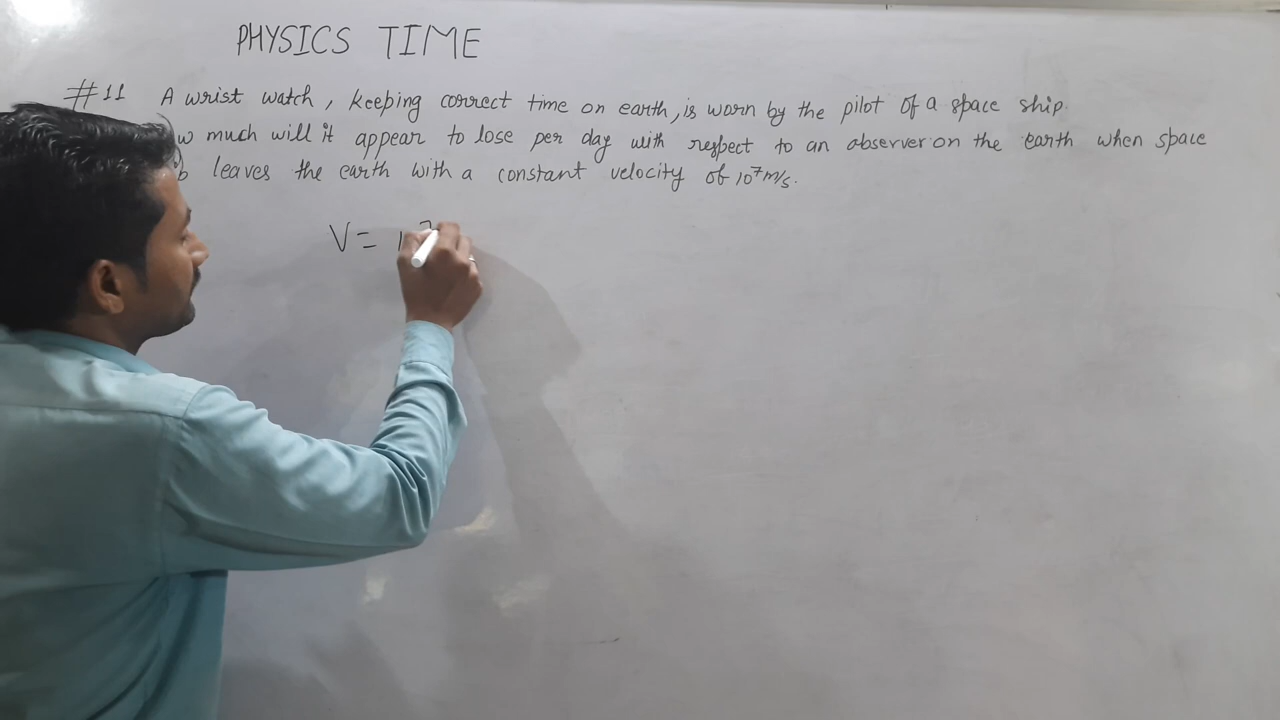 PHYSICS TIME
#11 A wrist watch, keeping correct time on earth, is worn by the pilot of a space ship.
w much will it appear to lose per day with respect to an observer on the earth when space
leaves the earth with a constant velocity of 10⁷ m/s.
V =